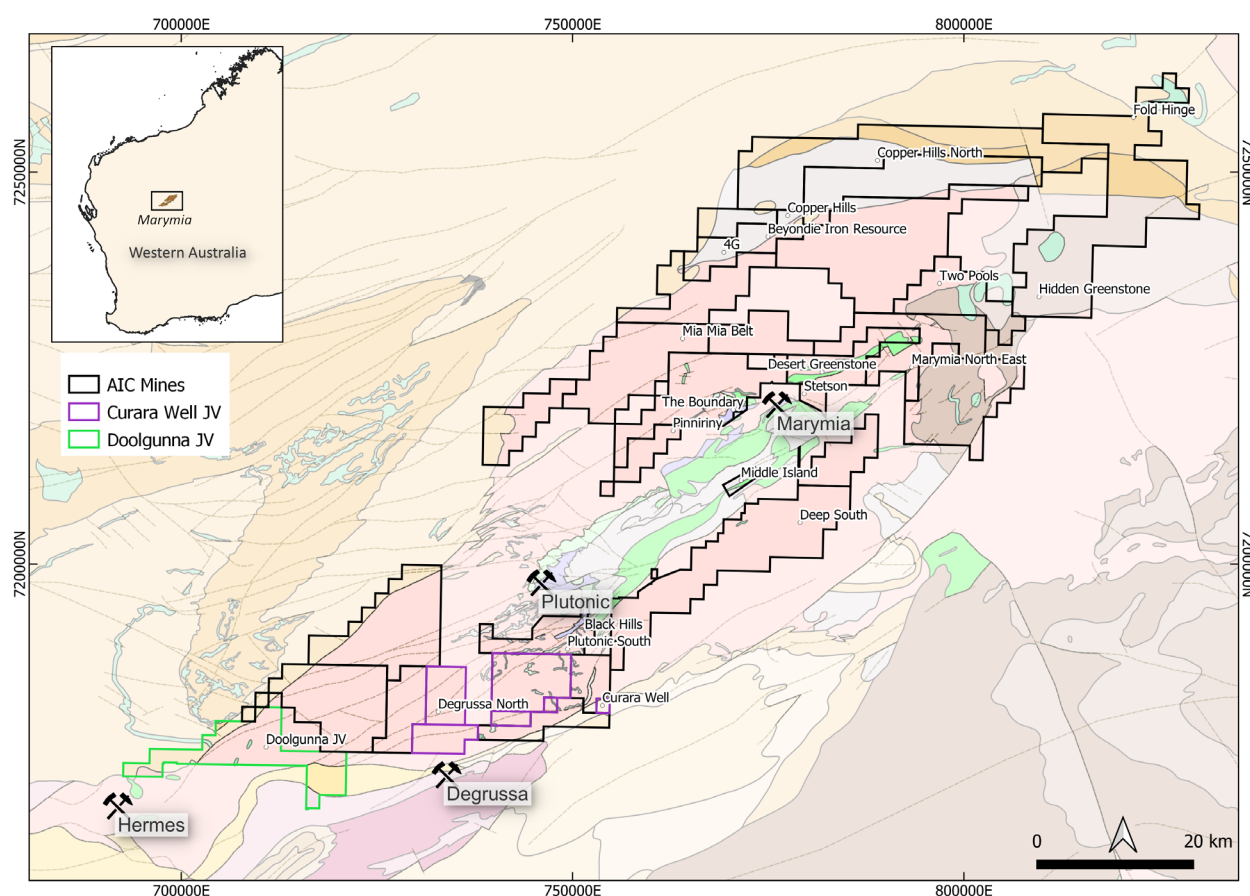 700000E
750000E
800000E
7250000N
7250000N
7200000N
7200000N
Marymia
Western Australia
AIC Mines
Curara Well JV
Doolgunna JV
Fold Hinge
Copper Hills North
Copper Hills
Beyondie Iron Resource
4G
Two Pools
Hidden Greenstone
Mia Mia Belt
Marymia North East
Desert Greenstone
Stetson
The Boundary
Pinniriny
Marymia
Middle Island
Deep South
Plutonic
Black Hills
Plutonic South
Curara Well
Degrussa North
Doolgunna JV
Degrussa
Hermes
0
20 km
700000E
750000E
800000E